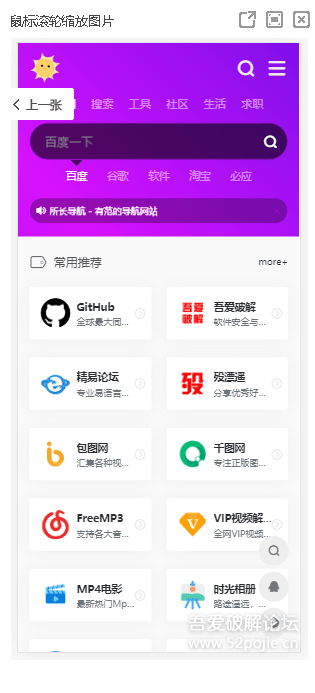 鼠标滚轮缩放图片
上一张
搜索 工具 社区 生活 求职
百度一下
百度 谷歌 软件 淘宝 必应
所长导航 - 有范的导航网站
常用推荐 more+
GitHub 吾爱破解
全球最大同... 软件安全与...
精易论坛 殁漂遥
专业易语言... 分享优秀好...
包图网 千图网
汇集各种视... 专注正版图...
FreeMP3 VIP视频解...
支持各大音... 全网VIP视频...
MP4电影 时光相册
最新热门Mp... 路途遥远，...
吾爱破解论坛
www.52pojie.cn